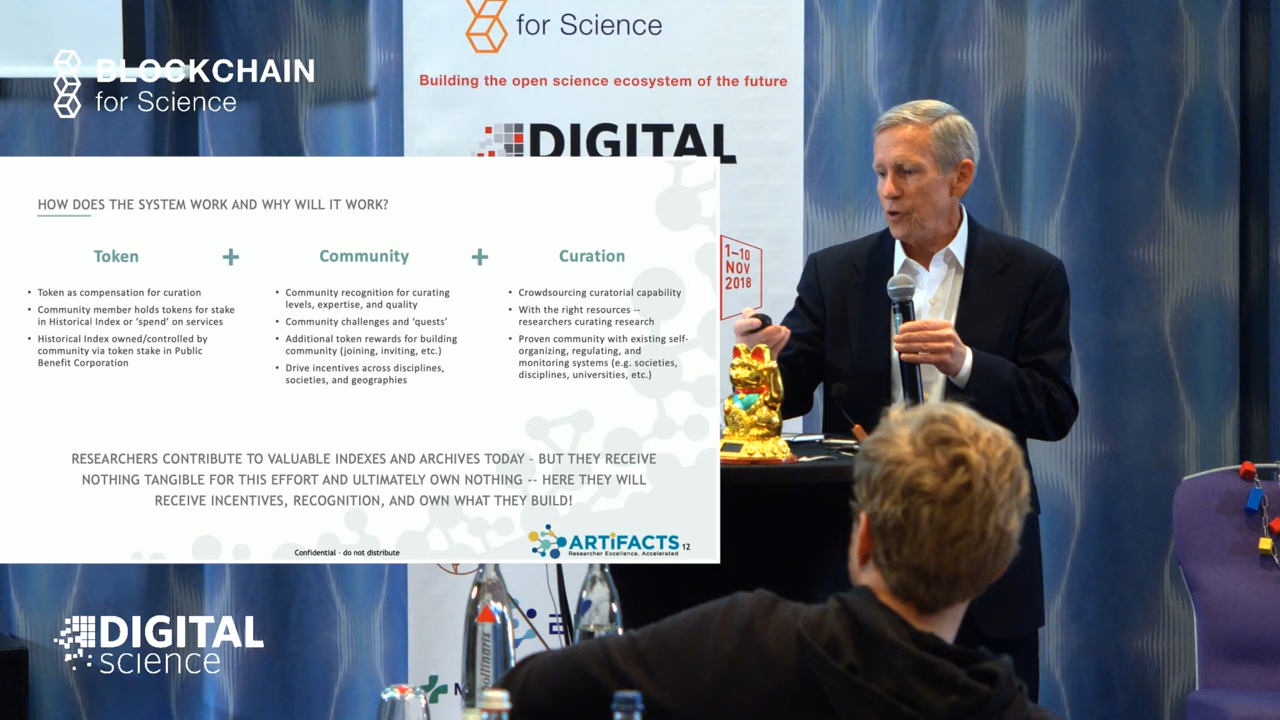 BLOCKCHAIN
for Science
for Science
Building the open science ecosystem of the future
DIGITAL
1–10
NOV
2018
HOW DOES THE SYSTEM WORK AND WHY WILL IT WORK?
Token + Community + Curation
• Token as compensation for curation
• Community member holds tokens for stake
in Historical Index or ‘spend’ on services
• Historical Index owned/controlled by
community via token stake in Public
Benefit Corporation
• Community recognition for curating
levels, expertise, and quality
• Community challenges and ‘quests’
• Additional token rewards for building
community (joining, inviting, etc.)
• Drive incentives across disciplines,
societies, and geographies
• Crowdsourcing curatorial capability
• With the right resources --
researchers curating research
• Proven community with existing self-
organizing, regulating, and
monitoring systems (e.g. societies,
disciplines, universities, etc.)
RESEARCHERS CONTRIBUTE TO VALUABLE INDEXES AND ARCHIVES TODAY - BUT THEY RECEIVE
NOTHING TANGIBLE FOR THIS EFFORT AND ULTIMATELY OWN NOTHING -- HERE THEY WILL
RECEIVE INCENTIVES, RECOGNITION, AND OWN WHAT THEY BUILD!
Confidential - do not distribute
ARTiFACTS
Researcher Excellence, Accelerated
12
DIGITAL
science